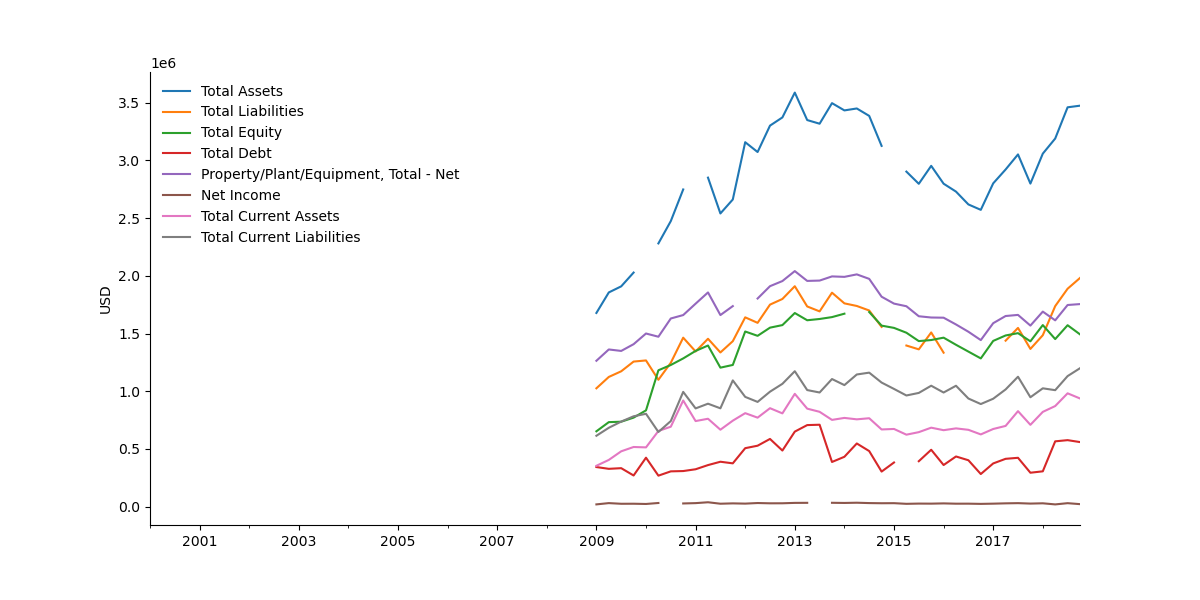 1e6
3.5
3.0
2.5
2.0
1.5
1.0
0.5
0.0
USD
Total Assets
Total Liabilities
Total Equity
Total Debt
Property/Plant/Equipment, Total - Net
Net Income
Total Current Assets
Total Current Liabilities
2001 2003 2005 2007 2009 2011 2013 2015 2017